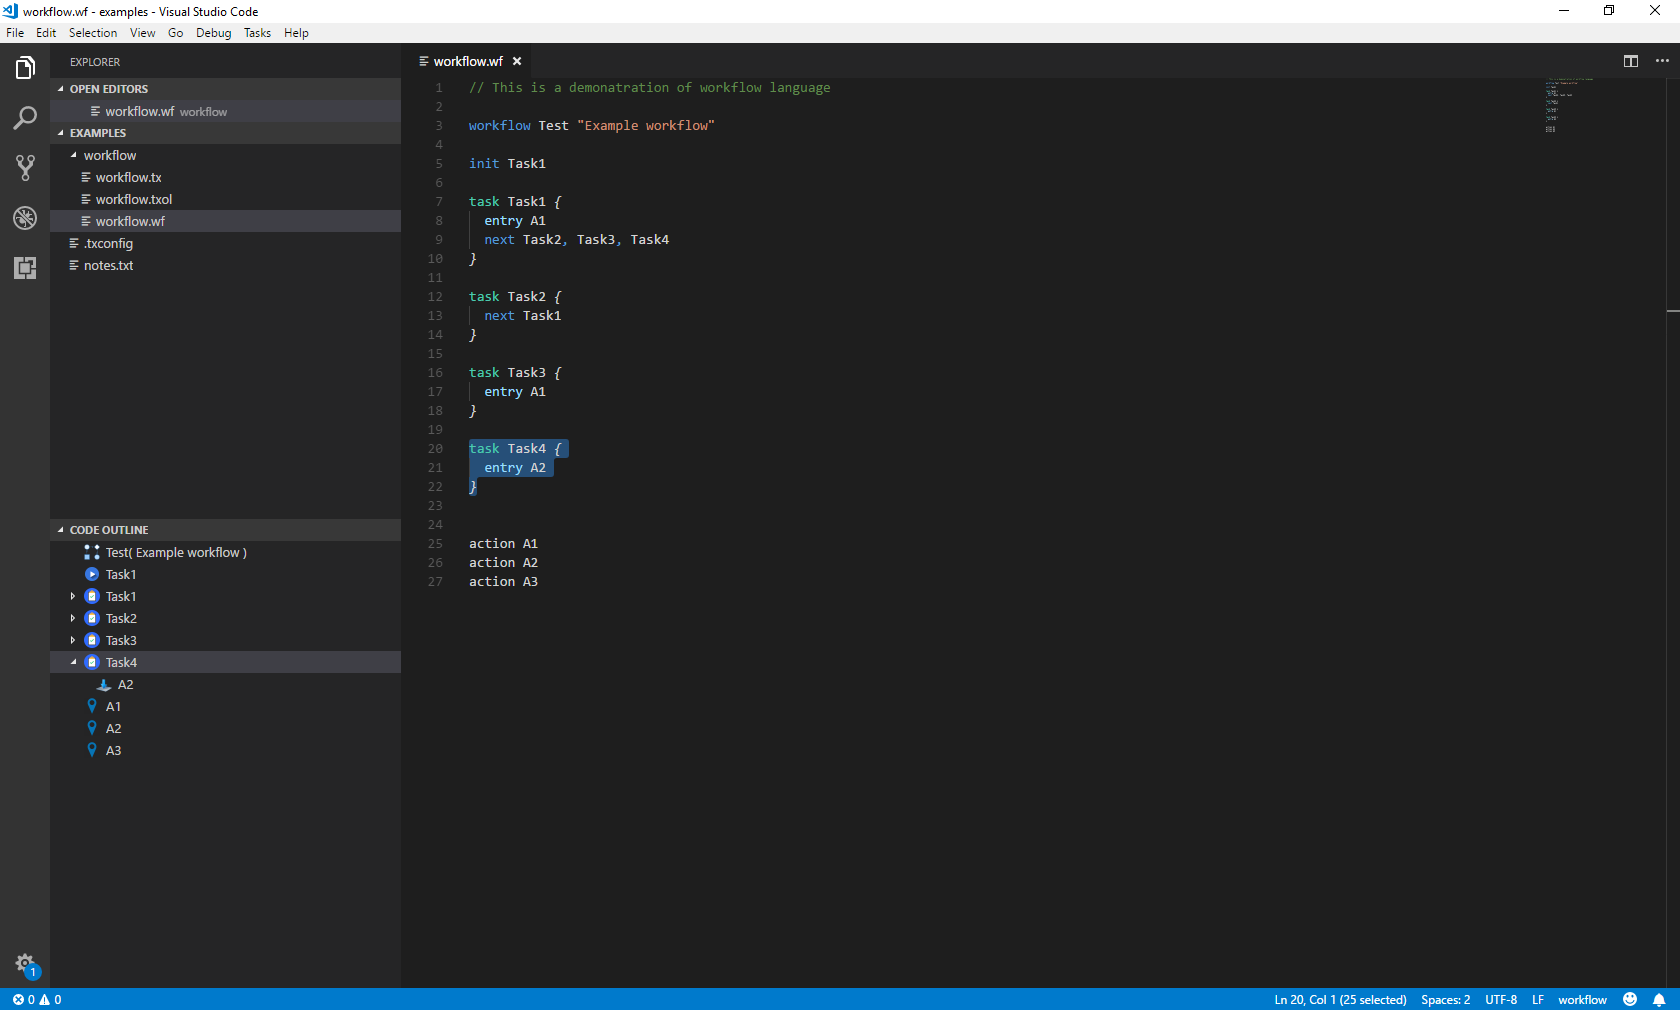 workflow.wf - examples - Visual Studio Code
File Edit Selection View Go Debug Tasks Help
EXPLORER
OPEN EDITORS
workflow.wf workflow
EXAMPLES
workflow
workflow.tx
workflow.txol
workflow.wf
.txconfig
notes.txt
CODE OUTLINE
Test( Example workflow )
Task1
Task1
Task2
Task3
Task4
A2
A1
A2
A3
1
workflow.wf
1 // This is a demonatration of workflow language
2
3 workflow Test "Example workflow"
4
5 init Task1
6
7 task Task1 {
8 entry A1
9 next Task2, Task3, Task4
10 }
11
12 task Task2 {
13 next Task1
14 }
15
16 task Task3 {
17 entry A1
18 }
19
20 task Task4 {
21 entry A2
22 }
23
24
25 action A1
26 action A2
27 action A3
0 0 Ln 20, Col 1 (25 selected) Spaces: 2 UTF-8 LF workflow